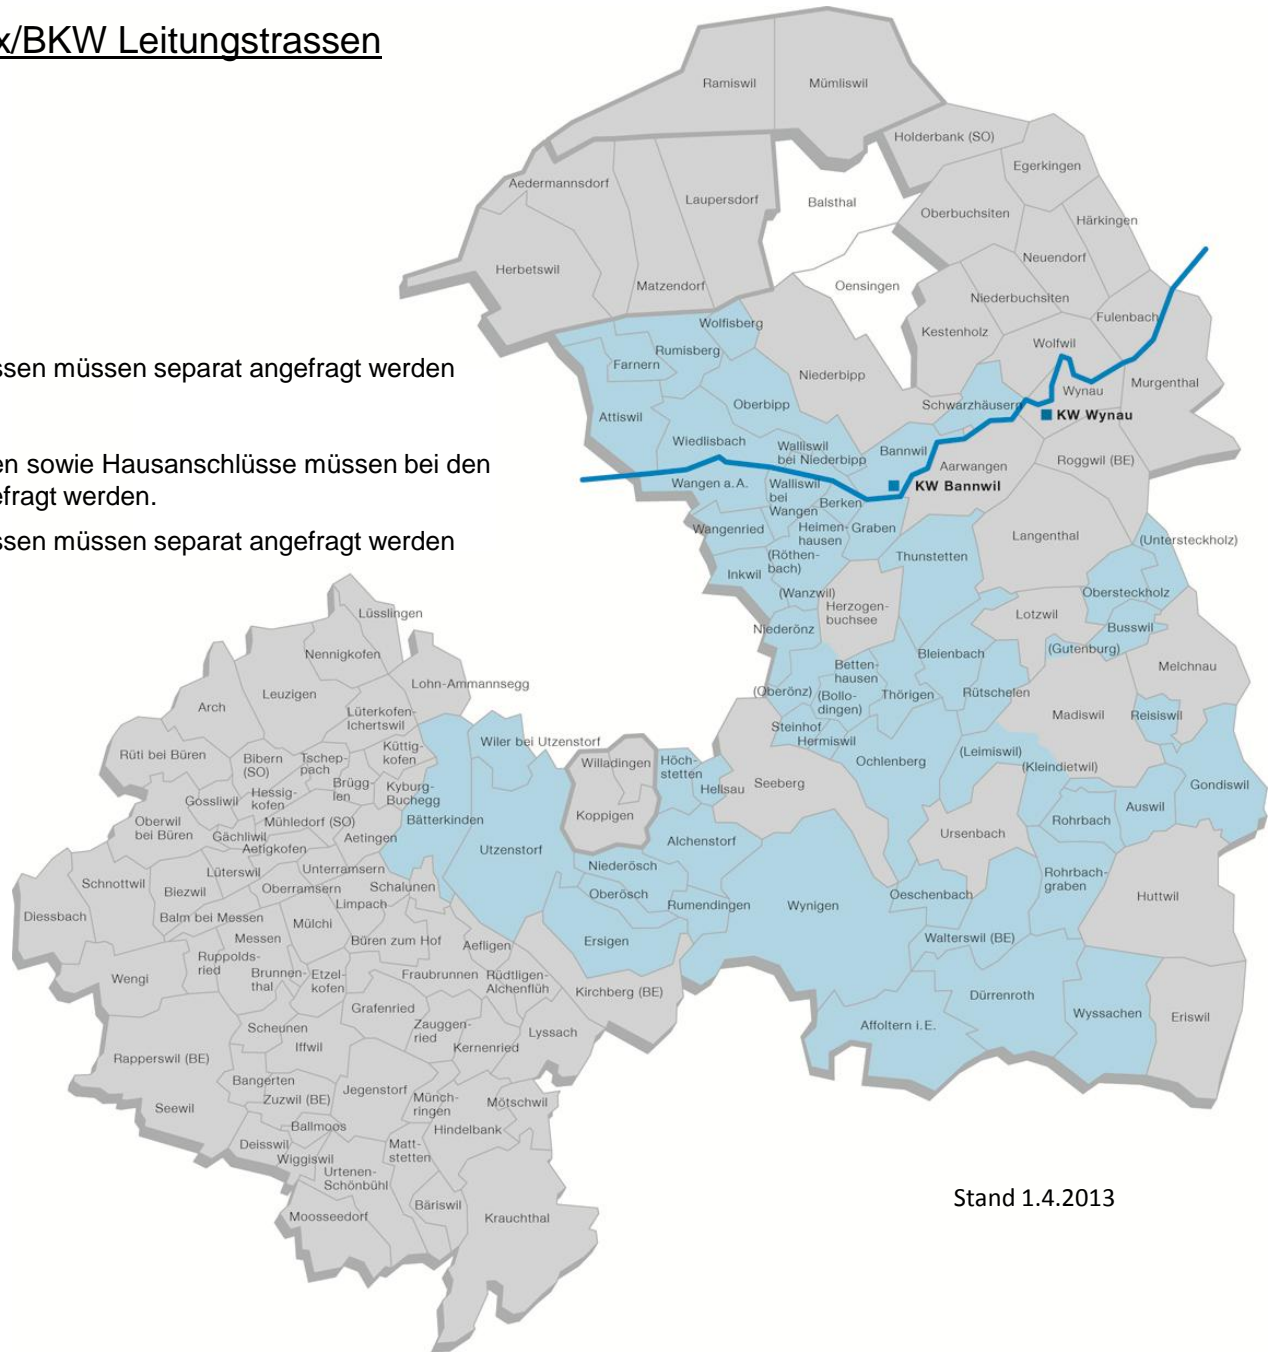 x/BKW Leitungstrassen
ssen müssen separat angefragt werden
en sowie Hausanschlüsse müssen bei den
efragt werden.
ssen müssen separat angefragt werden
Ramiswil
Mümliswil
Holderbank (SO)
Egerkingen
Aedermannsdorf
Laupersdorf
Balsthal
Oberbuchsiten
Härkingen
Herbetswil
Matzendorf
Oensingen
Neuendorf
Niederbuchsiten
Fulenbach
Kestenholz
Wolfwil
Wolfisberg
Rumisberg
Farnern
Niederbipp
Wynau
Murgenthal
Oberbipp
Schwarzhäusern
KW Wynau
Attiswil
Wiedlisbach
Walliswil
bei Niederbipp
Bannwil
Aarwangen
Roggwil (BE)
Wangen a.A.
Walliswil
bei
Wangen
Berken
KW Bannwil
Wangenried
Heimen-
hausen
Graben
Langenthal
(Untersteckholz)
(Röthen-
bach)
Thunstetten
Inkwil
(Wanzwil)
Herzogen-
buchsee
Obersteckholz
Lotzwil
Busswil
Niederönz
(Gutenburg)
Bleienbach
Melchnau
Betten-
hausen
(Oberönz)
(Bollo-
dingen)
Thörigen
Rütschelen
Madiswil
Reisiswil
Steinhof
Hermiswil
(Leimiswil)
Ochlenberg
(Kleindietwil)
Gondiswil
Seeberg
Auswil
Rohrbach
Ursenbach
Lüsslingen
Nennigkofen
Lohn-Ammannsegg
Leuzigen
Arch
Lüterkofen-
Ichertswil
Wiler bei Utzenstorf
Rüti bei Büren
Bibern
(SO)
Tschep-
pach
Küttig-
kofen
Willadingen
Höch-
stetten
Hellsau
Gossliwil
Hessig-
kofen
Brügg-
len
Kyburg-
Buchegg
Koppigen
Oberwil
bei Büren
Mühledorf (SO)
Bätterkinden
Gächliwil
Aetigkofen
Aetingen
Utzenstorf
Alchenstorf
Lüterswil
Unterramsern
Niederösch
Rohrbach-
graben
Schnottwil
Biezwil
Oberramsern
Schalunen
Oberösch
Oeschenbach
Huttwil
Limpach
Rumendingen
Wynigen
Diessbach
Balm bei Messen
Mülchi
Messen
Büren zum Hof
Aefligen
Ersigen
Walterswil (BE)
Ruppolds-
ried
Wengi
Brunnen-
thal
Etzel-
kofen
Fraubrunnen
Rüdtligen-
Alchenflüh
Kirchberg (BE)
Dürrenroth
Grafenried
Wyssachen
Eriswil
Scheunen
Zauggen-
ried
Lyssach
Affoltern i.E.
Iffwil
Kernenried
Rapperswil (BE)
Bangerten
Zuzwil (BE)
Jegenstorf
Münch-
ringen
Mötschwil
Seewil
Ballmoos
Hindelbank
Deisswil
Wiggiswil
Matt-
stetten
Urtenen-
Schönbühl
Bäriswil
Krauchthal
Moosseedorf
Stand 1.4.2013